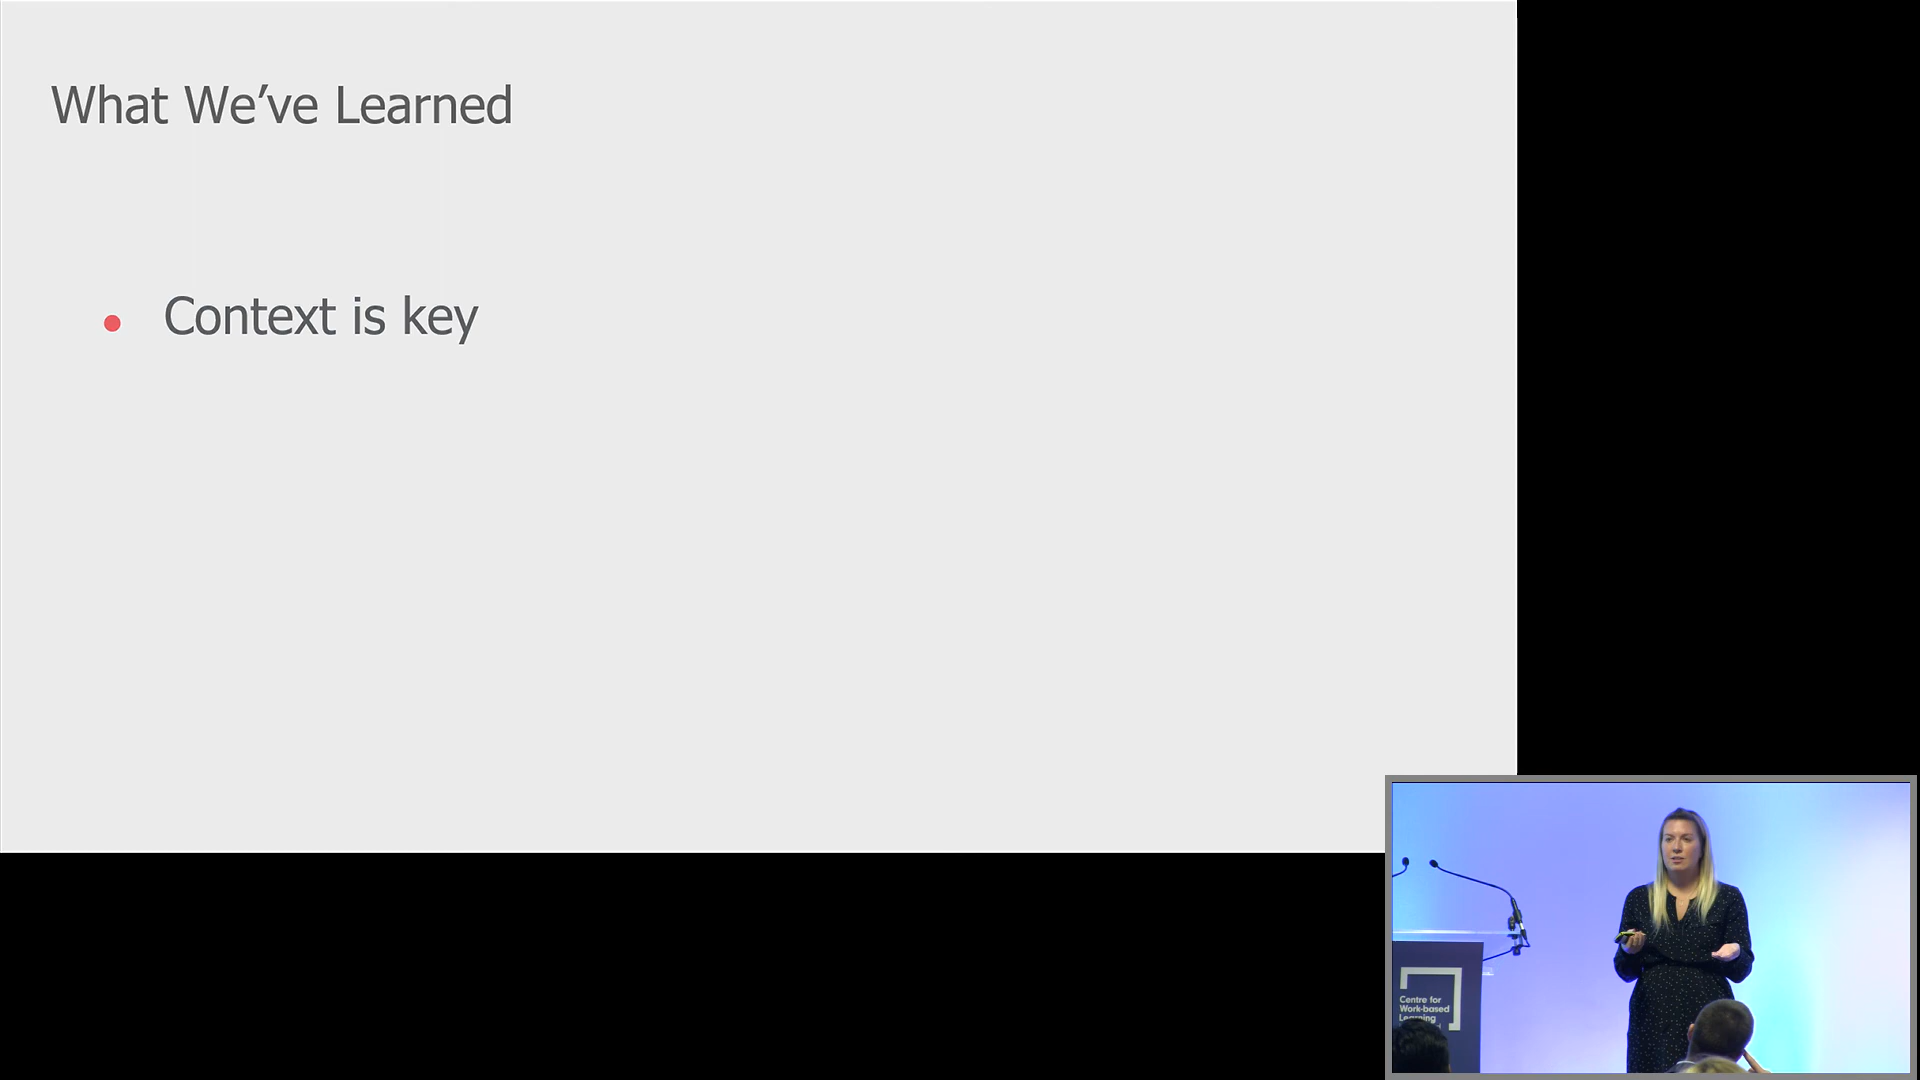 What We’ve Learned
• Context is key
Centre for
Work-based
Learning